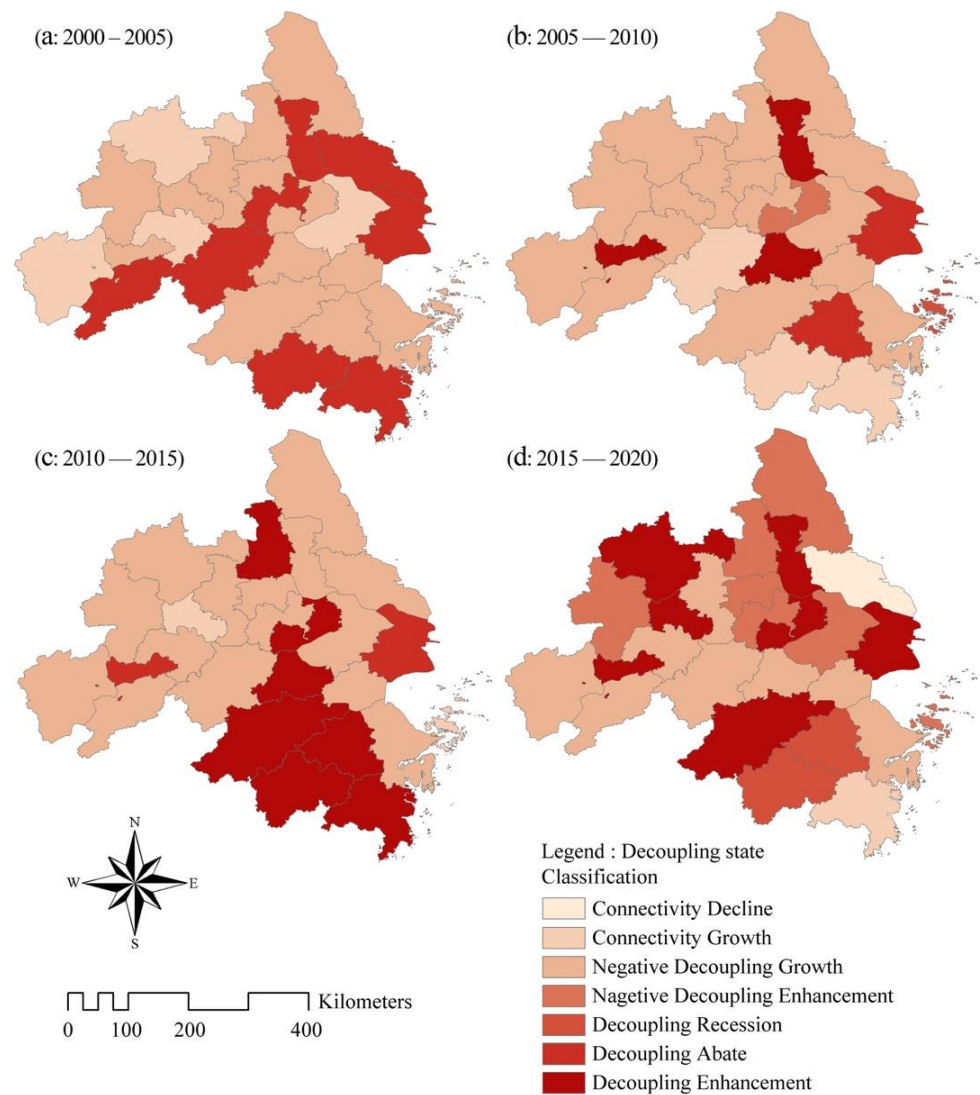 (a: 2000 – 2005)
(b: 2005 — 2010)
(c: 2010 — 2015)
(d: 2015 — 2020)
N
W
E
S
Kilometers
0 100 200 400
Legend : Decoupling state
Classification
Connectivity Decline
Connectivity Growth
Negative Decoupling Growth
Nagetive Decoupling Enhancement
Decoupling Recession
Decoupling Abate
Decoupling Enhancement